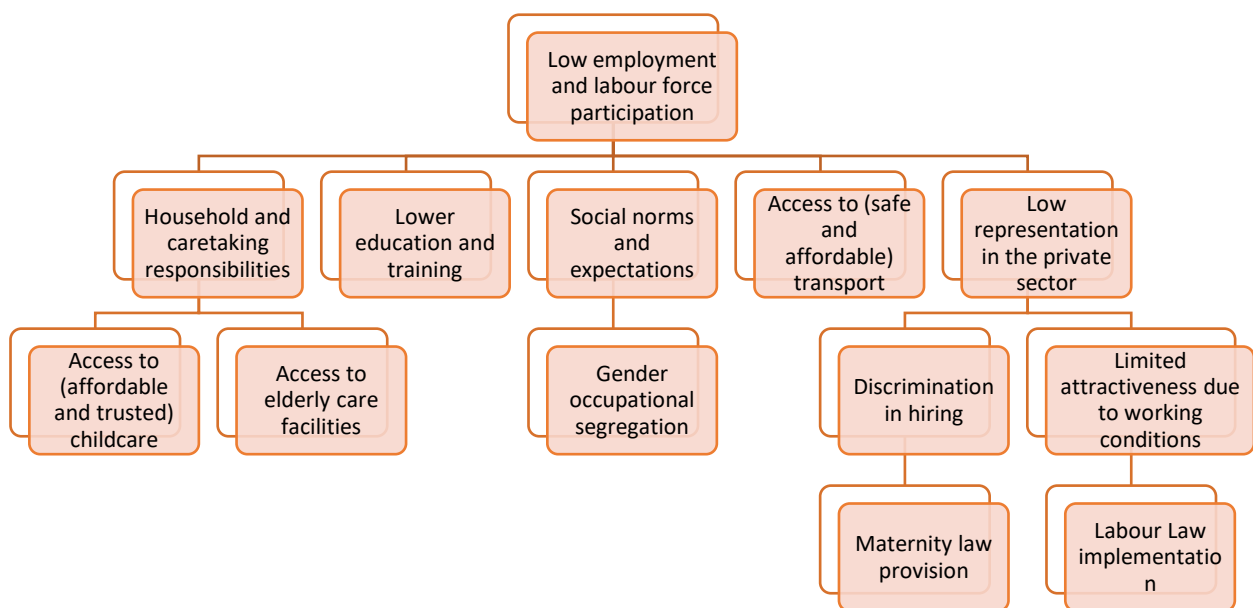 Low employment
and labour force
participation
Household and
caretaking
responsibilities
Lower
education and
training
Social norms
and
expectations
Access to (safe
and
affordable)
transport
Low
representation
in the private
sector
Access to
(affordable
and trusted)
childcare
Access to
elderly care
facilities
Gender
occupational
segregation
Discrimination
in hiring
Limited
attractiveness due
to working
conditions
Maternity law
provision
Labour Law
implementatio
n